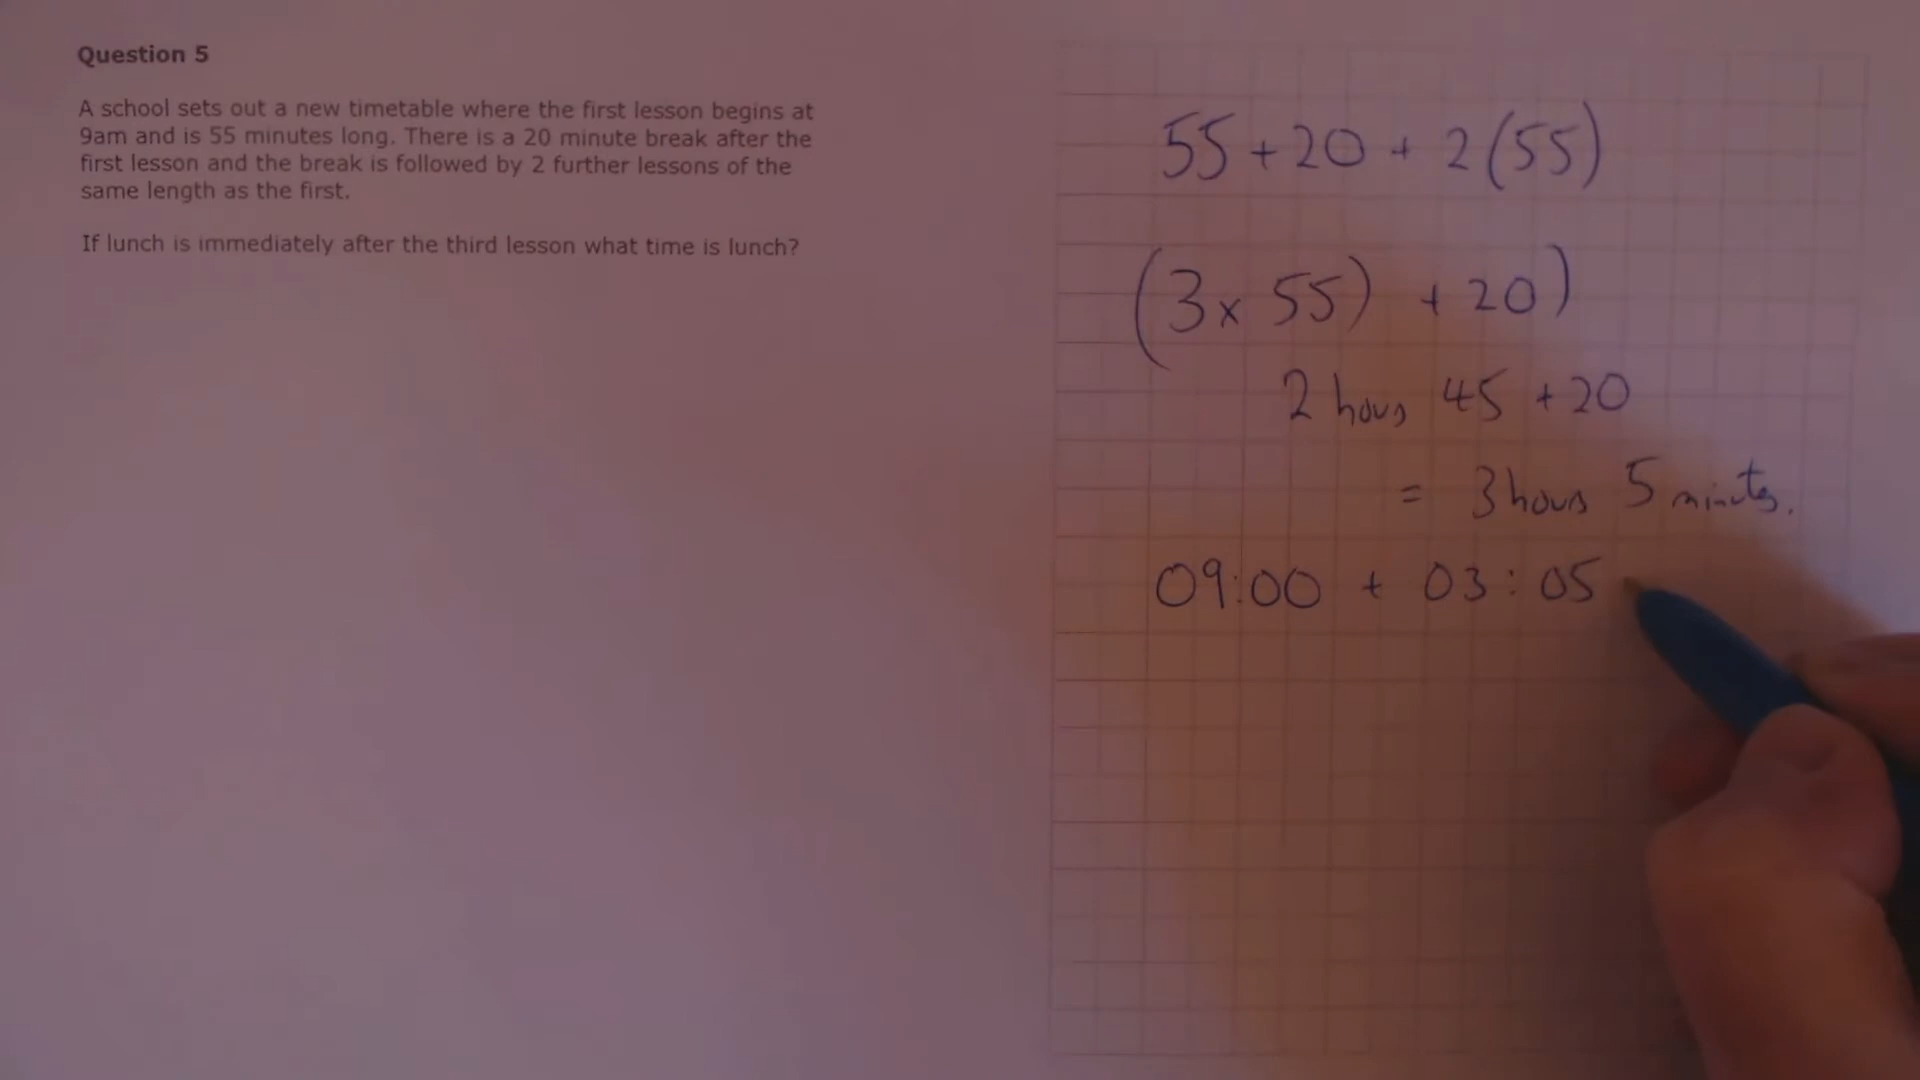 Question 5
A school sets out a new timetable where the first lesson begins at
9am and is 55 minutes long. There is a 20 minute break after the
first lesson and the break is followed by 2 further lessons of the
same length as the first.
If lunch is immediately after the third lesson what time is lunch?
55 + 20 + 2(55)
(3 x 55) + 20)
2 hours 45 + 20
= 3 hours 5 minutes.
09:00 + 03:05